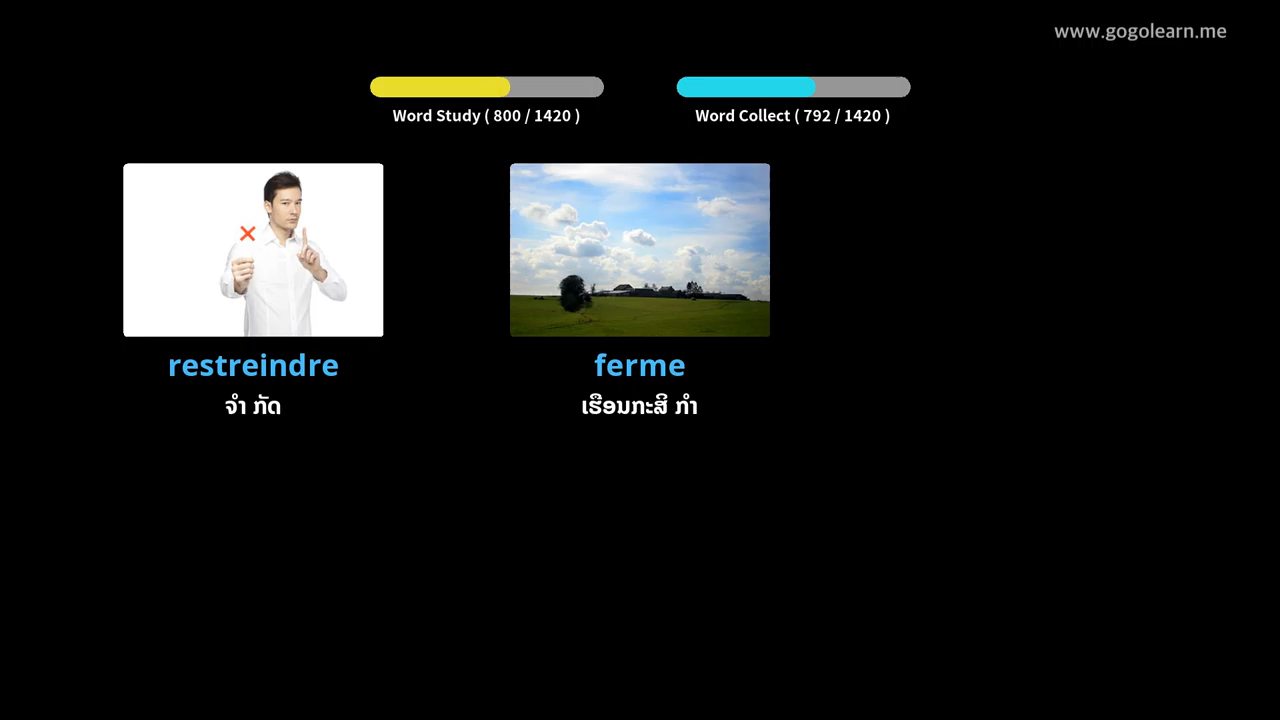 www.gogolearn.me
Word Study ( 800 / 1420 )
Word Collect ( 792 / 1420 )
restreindre
ຈຳ ກັດ
ferme
ເຮືອນກະສິ ກຳ